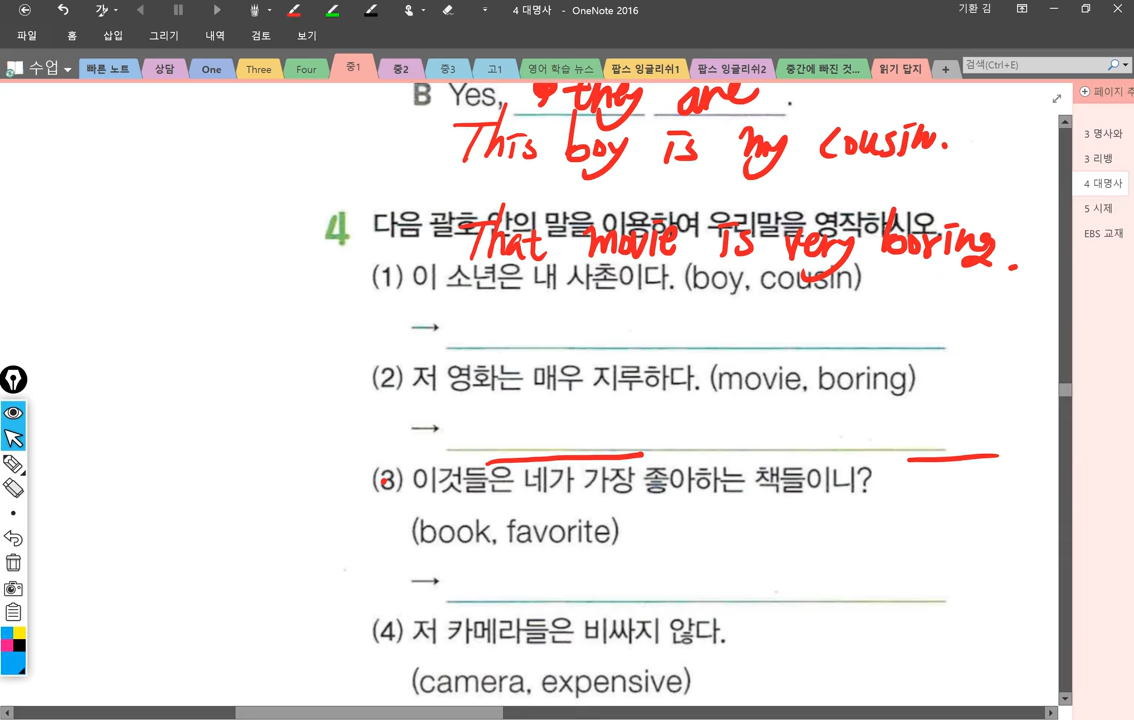 4 대명사 - OneNote 2016
기환 김
파일 홈 삽입 그리기 내역 검토 보기
수업 빠른 노트 상담 One Three Four 중1 중2 중3 고1 영어 학습 뉴스 팝스 잉글리쉬1 팝스 잉글리쉬2 중간에 빠진 것... 읽기 답지 + 검색(Ctrl+E)
페이지 추
3 명사와
3 리뱅
4 대명사
5 시제
EBS 교재
B Yes, they are .
This boy is my cousin.
4 다음 괄호 안의 말을 이용하여 우리말을 영작하시오.
That movie is very boring.
(1) 이 소년은 내 사촌이다. (boy, cousin)
→
(2) 저 영화는 매우 지루하다. (movie, boring)
→
(3) 이것들은 네가 가장 좋아하는 책들이니?
(book, favorite)
→
(4) 저 카메라들은 비싸지 않다.
(camera, expensive)